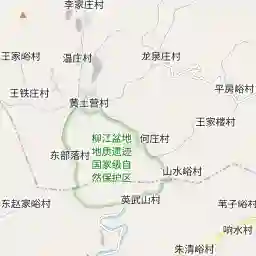 李家庄村
王家峪村
温庄村
龙泉庄村
王铁庄村
平房峪村
黄土营村
王家楼村
柳江盆地
地质遗迹
国家级自
然保护区
何庄村
东部落村
山水峪村
东赵家峪村
英武山村
苇子峪村
响水村
朱清峪村